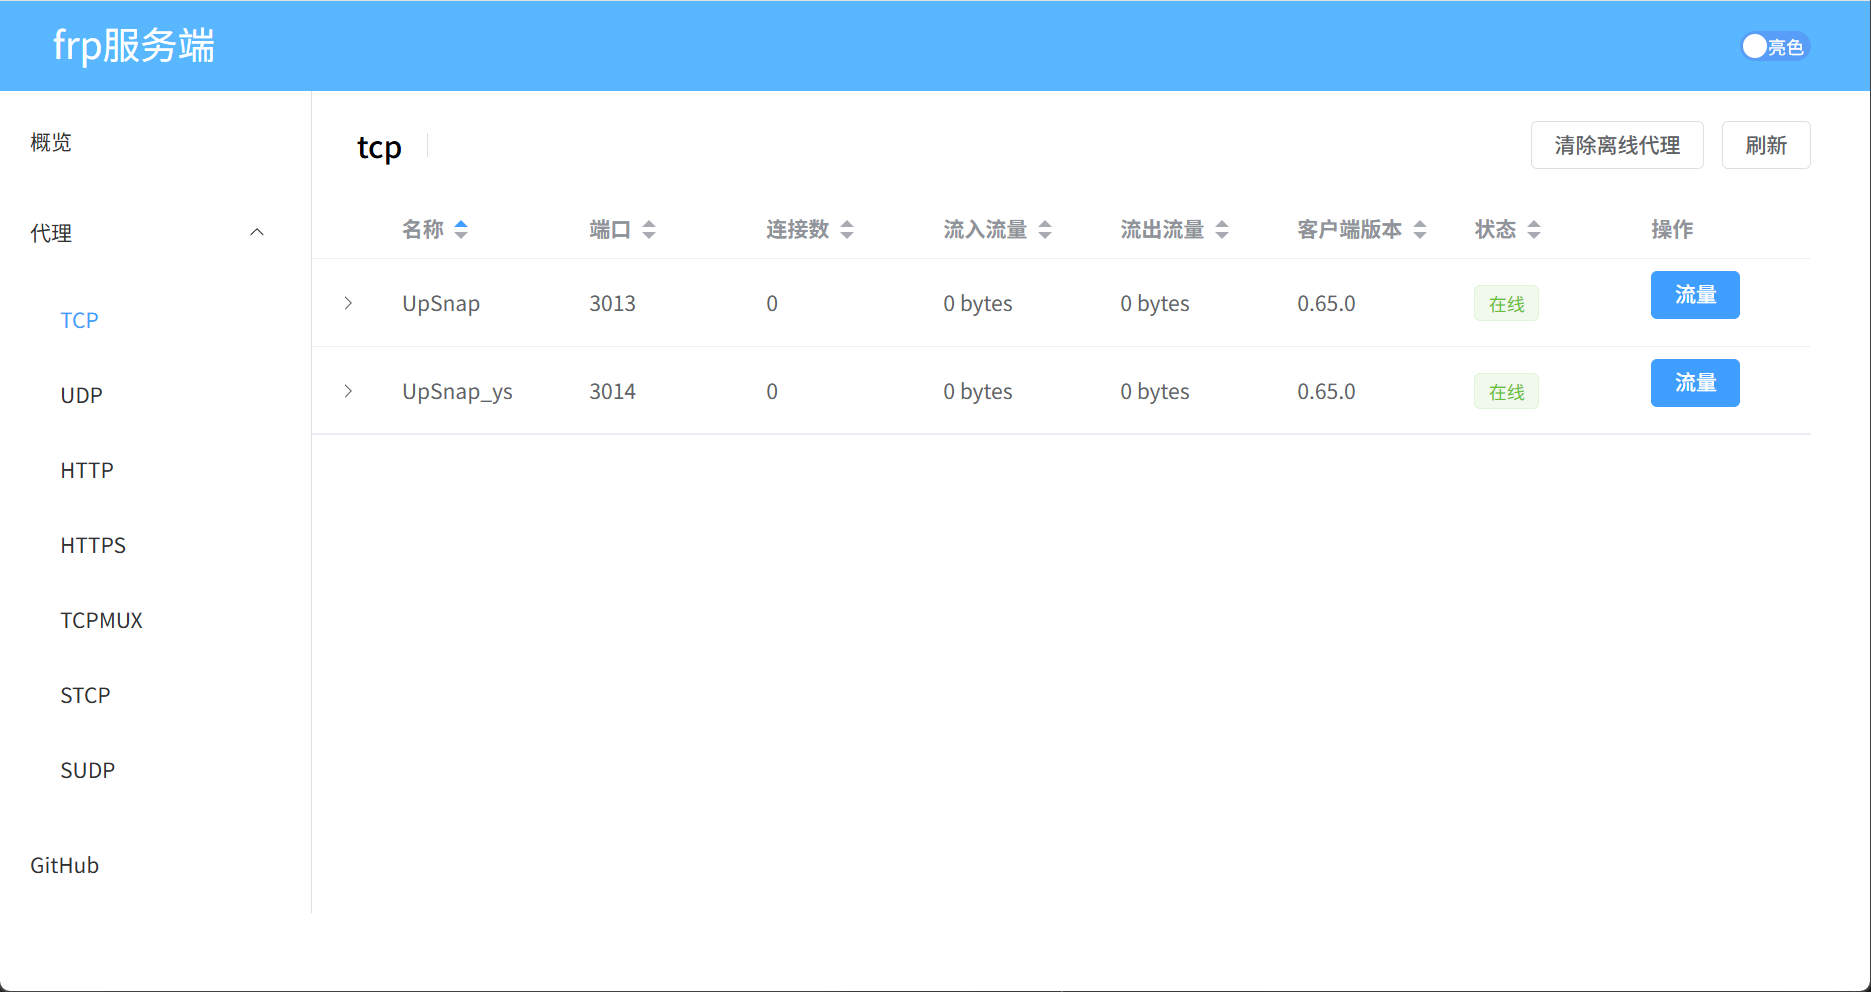 frp服务端
亮色
概览
代理
TCP
UDP
HTTP
HTTPS
TCPMUX
STCP
SUDP
GitHub
tcp
清除离线代理 刷新
名称 端口 连接数 流入流量 流出流量 客户端版本 状态 操作
UpSnap 3013 0 0 bytes 0 bytes 0.65.0 在线 流量
UpSnap_ys 3014 0 0 bytes 0 bytes 0.65.0 在线 流量